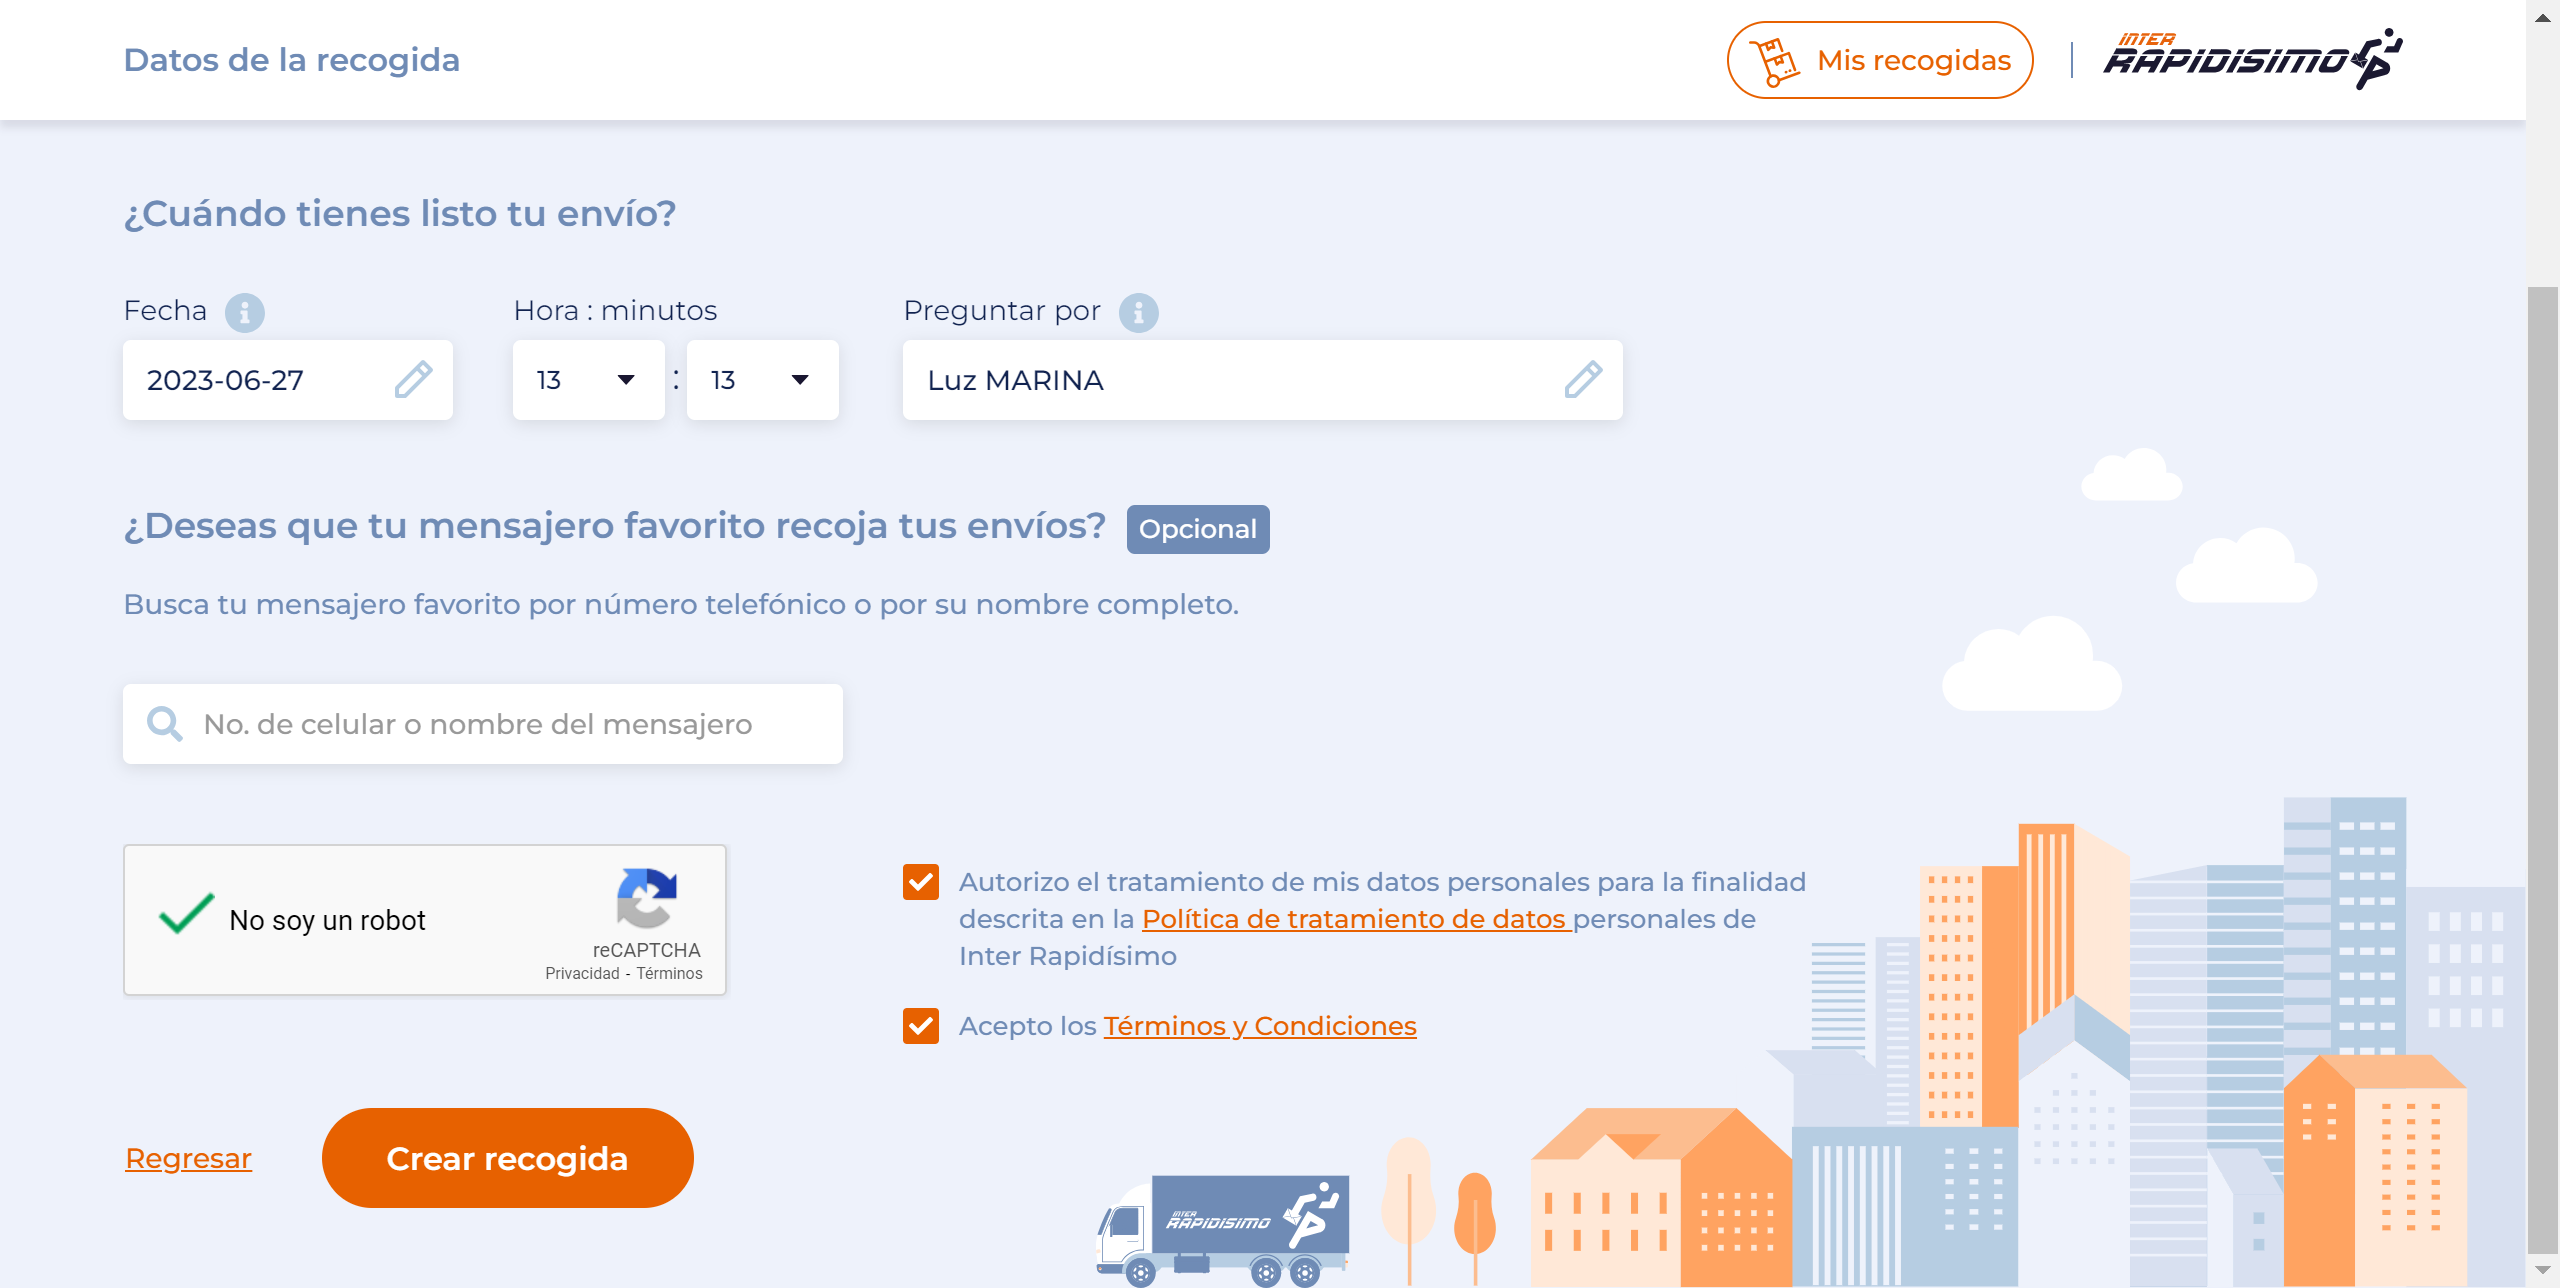 Datos de la recogida
Mis recogidas
INTER
RAPIDISIMO
¿Cuándo tienes listo tu envío?
Fecha
Hora : minutos
Preguntar por
2023-06-27
13 : 13
Luz MARINA
¿Deseas que tu mensajero favorito recoja tus envíos? Opcional
Busca tu mensajero favorito por número telefónico o por su nombre completo.
No. de celular o nombre del mensajero
No soy un robot
reCAPTCHA
Privacidad - Términos
Autorizo el tratamiento de mis datos personales para la finalidad
descrita en la Política de tratamiento de datos personales de
Inter Rapidísimo
Acepto los Términos y Condiciones
Regresar
Crear recogida
INTER
RAPIDISIMO